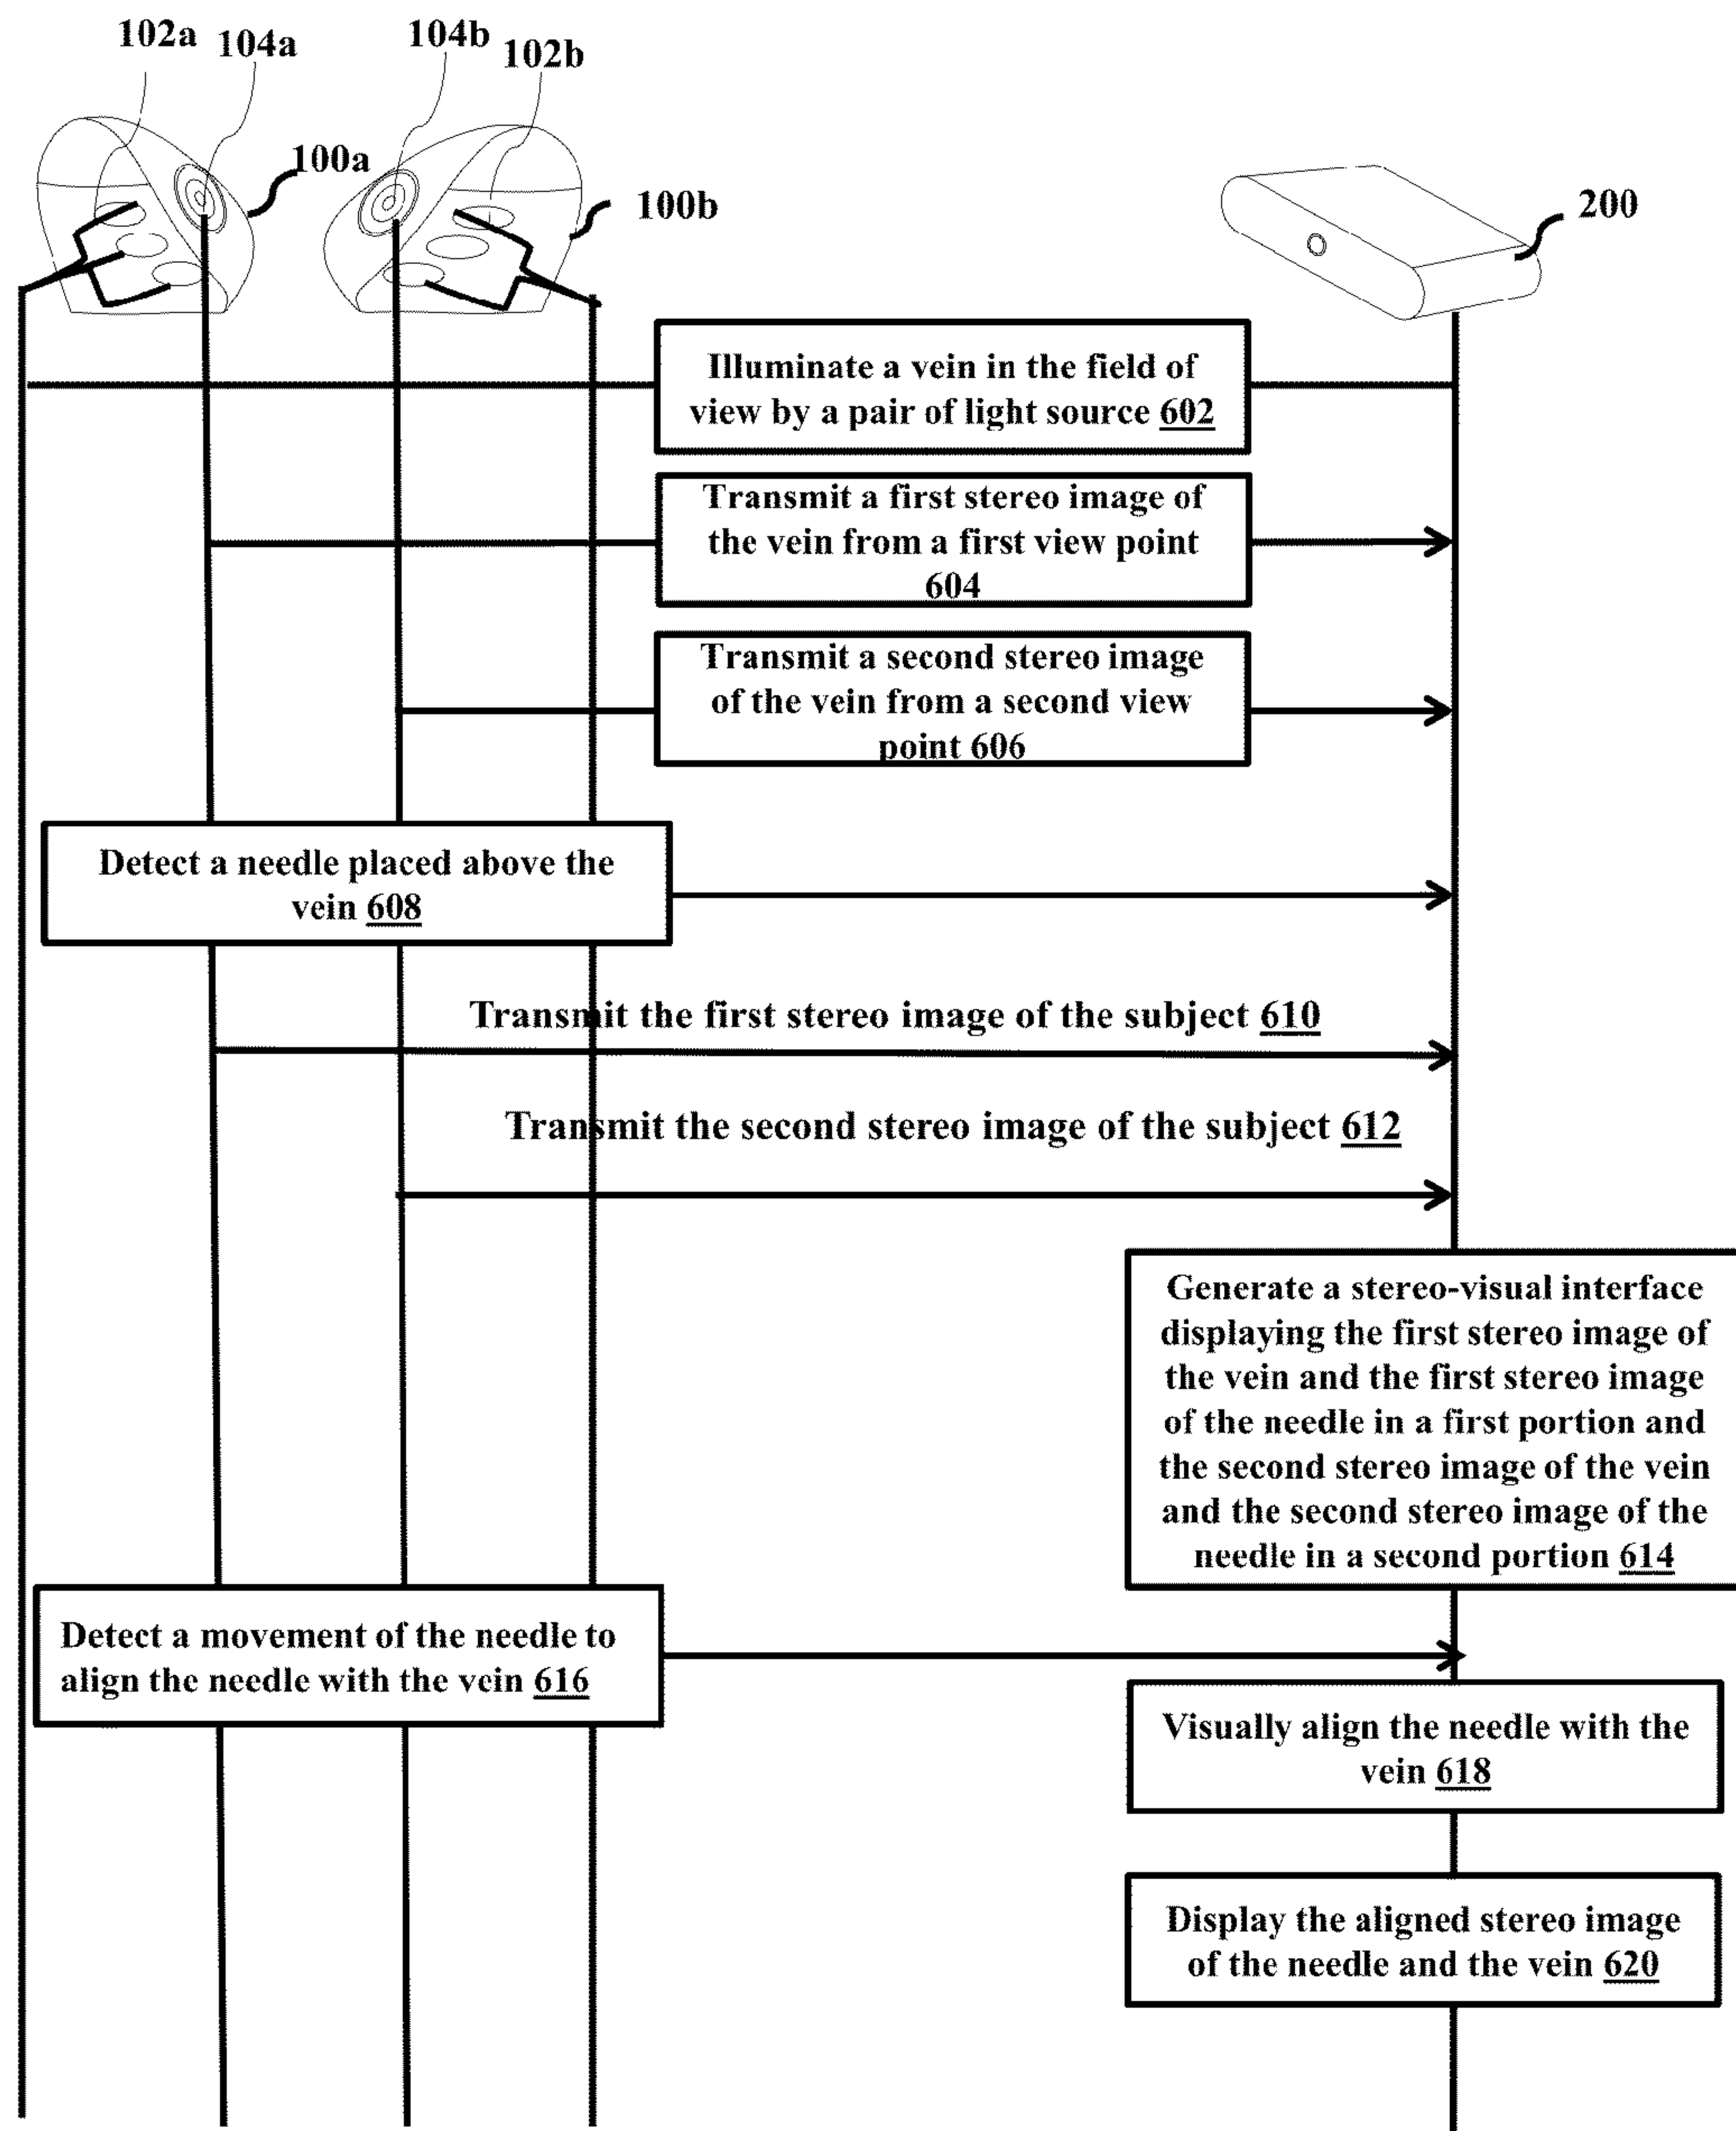 102a 104a 104b 102b
100a
100b
200
Illuminate a vein in the field of
view by a pair of light source 602
Transmit a first stereo image of
the vein from a first view point
604
Transmit a second stereo image
of the vein from a second view
point 606
Detect a needle placed above the
vein 608
Transmit the first stereo image of the subject 610
Transmit the second stereo image of the subject 612
Generate a stereo-visual interface
displaying the first stereo image of
the vein and the first stereo image
of the needle in a first portion and
the second stereo image of the vein
and the second stereo image of the
needle in a second portion 614
Detect a movement of the needle to
align the needle with the vein 616
Visually align the needle with the
vein 618
Display the aligned stereo image
of the needle and the vein 620